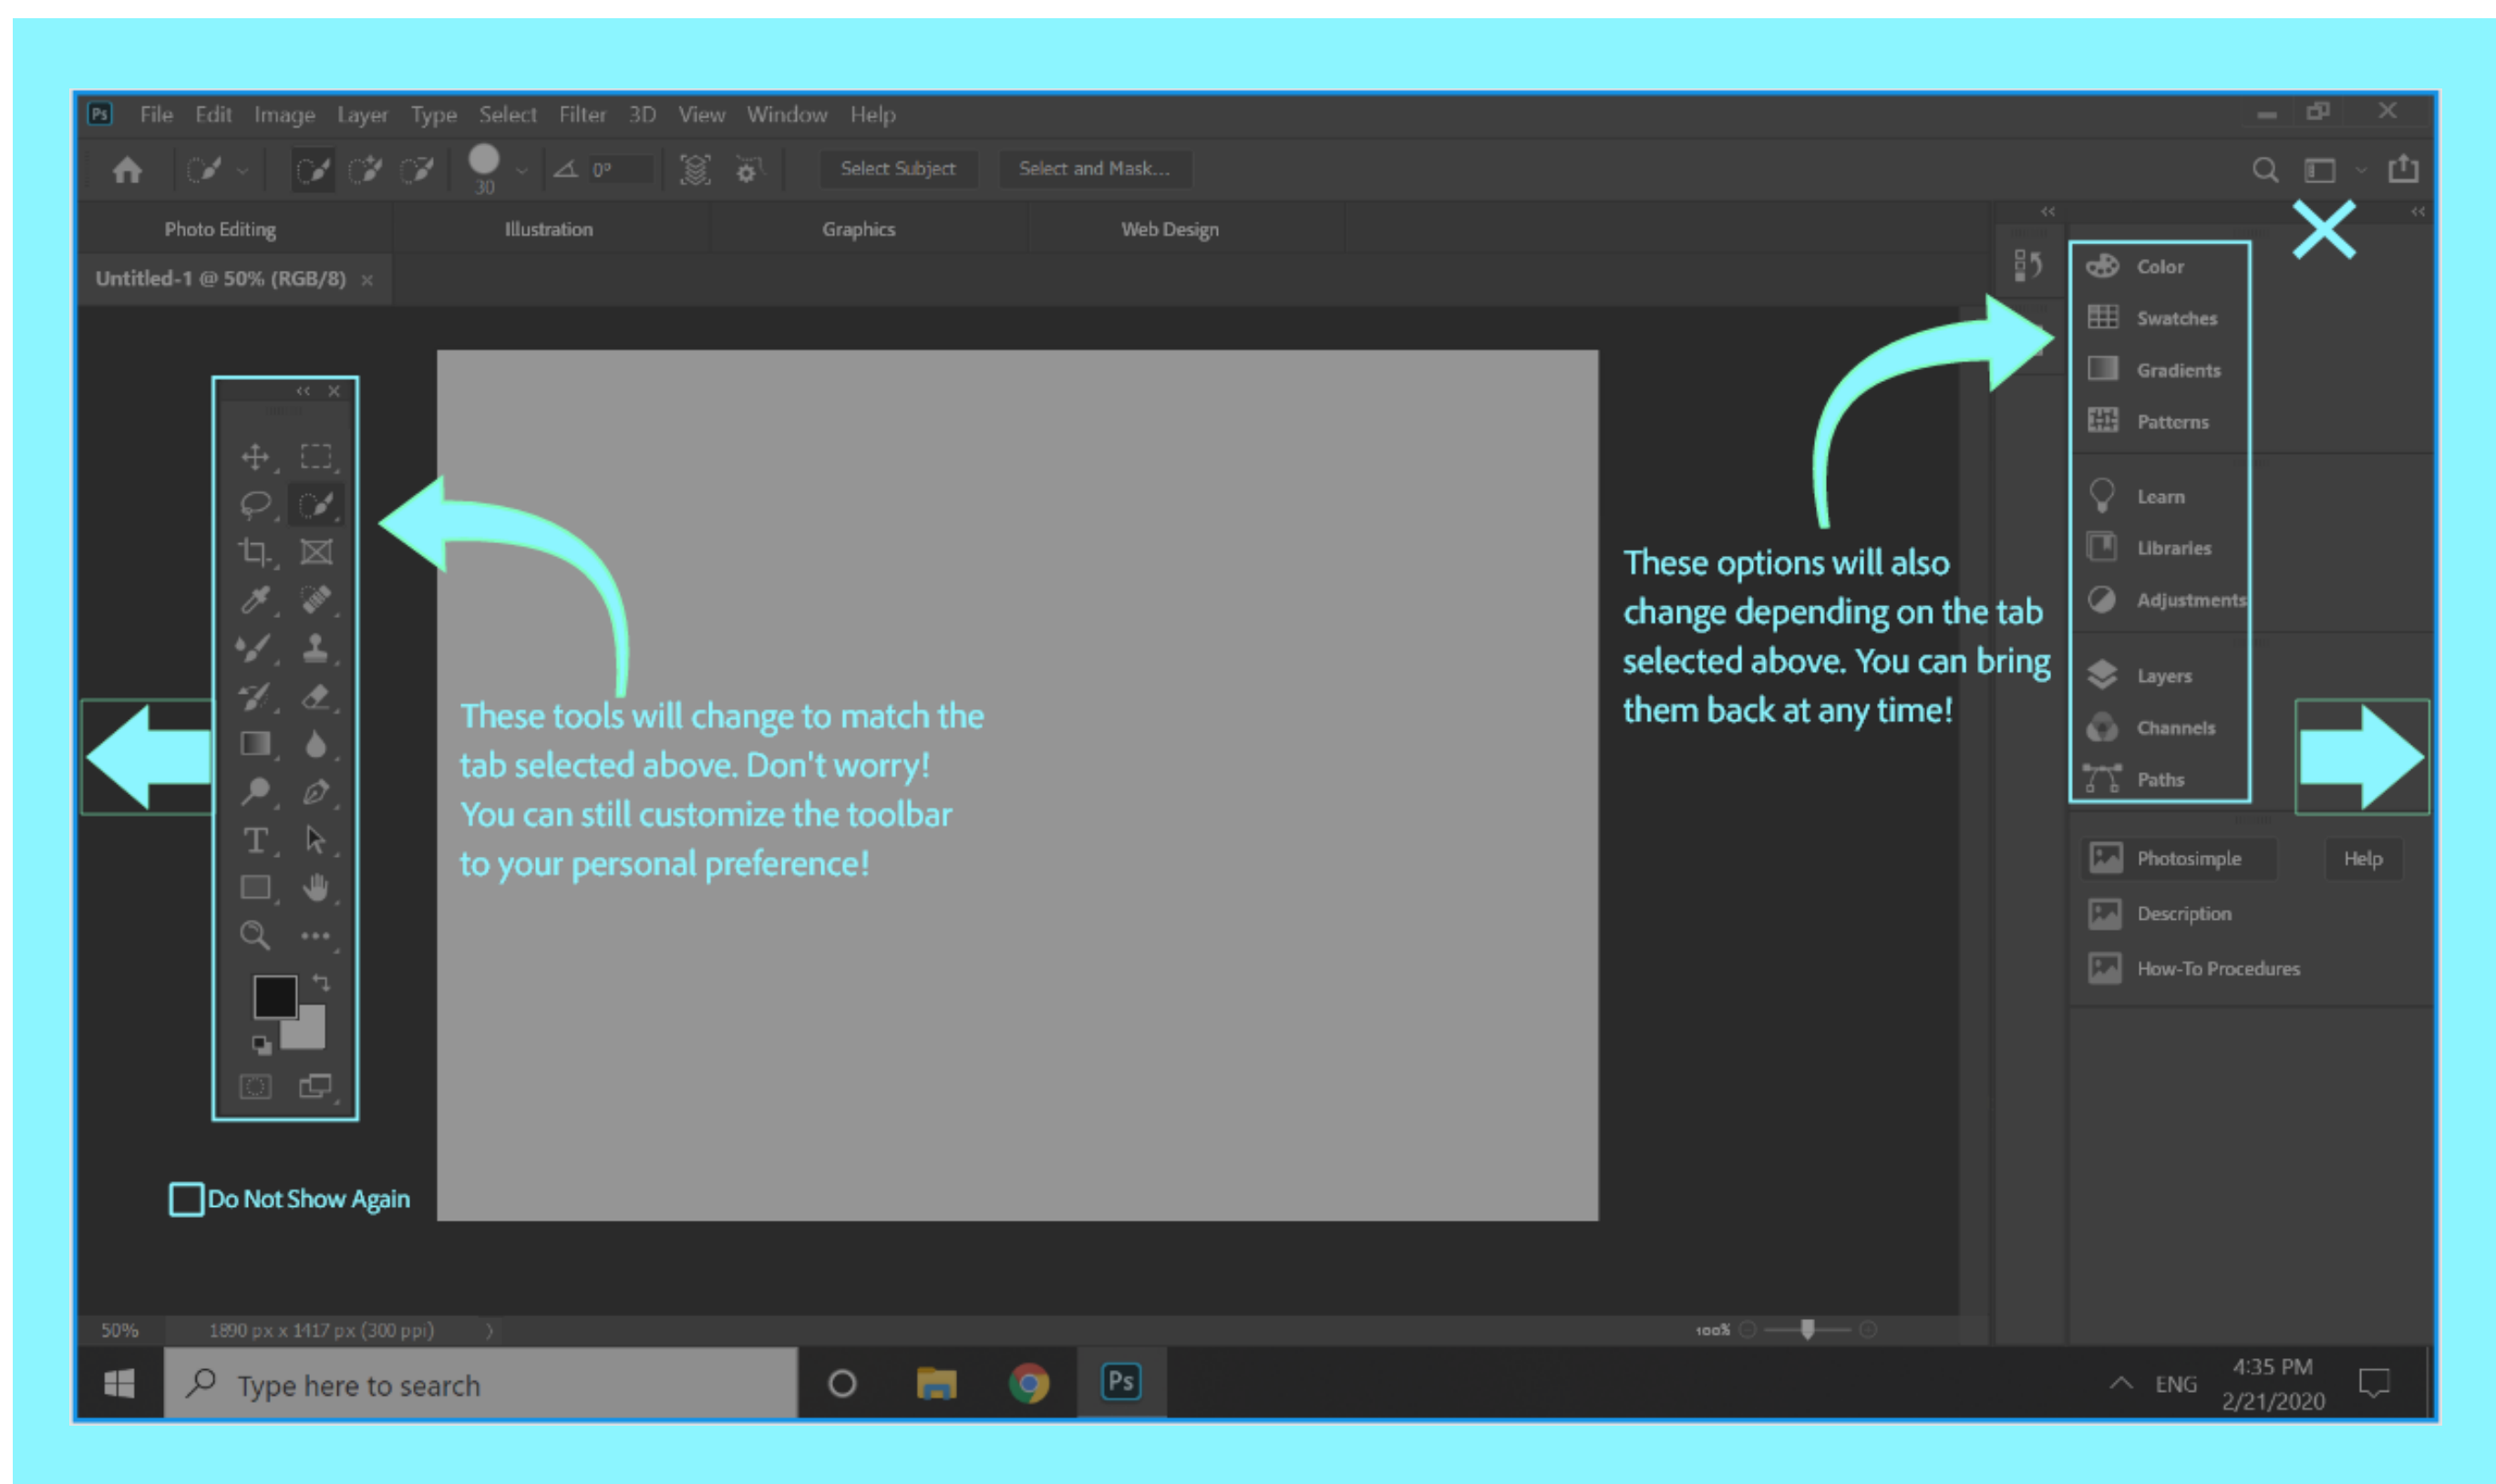 Ps File Edit Image Layer Type Select Filter 3D View Window Help
30 0° Select Subject Select and Mask...
Photo Editing Illustration Graphics Web Design
Untitled-1 @ 50% (RGB/8) ×
Color
Swatches
Gradients
Patterns
Learn
Libraries
Adjustments
Layers
Channels
Paths
These options will also
change depending on the tab
selected above. You can bring
them back at any time!
These tools will change to match the
tab selected above. Don't worry!
You can still customize the toolbar
to your personal preference!
T
Photosimple Help
Description
How-To Procedures
Do Not Show Again
50% 1890 px x 1417 px (300 ppi) 100%
Type here to search Ps ENG 4:35 PM
2/21/2020